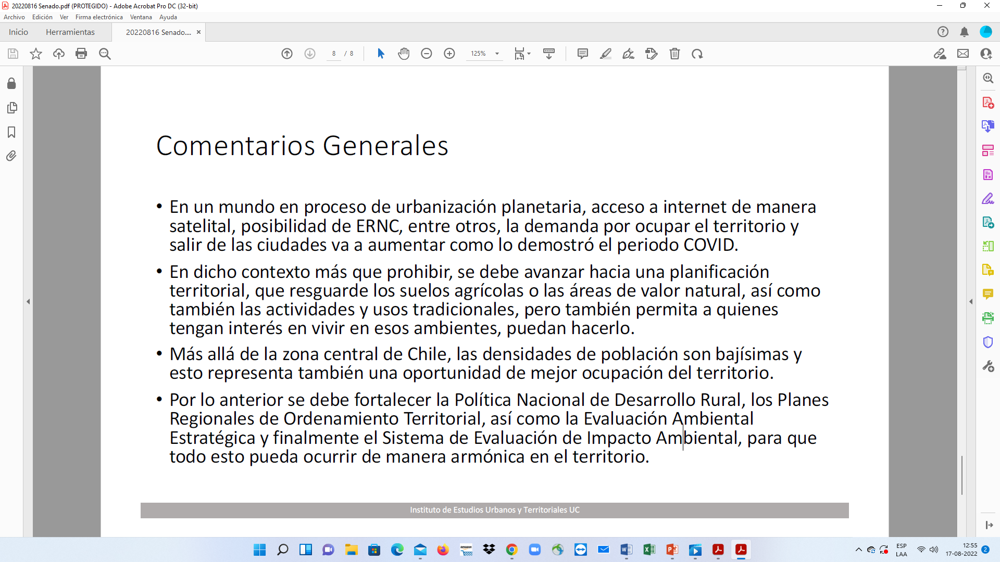 20220816 Senado.pdf (PROTEGIDO) - Adobe Acrobat Pro DC (32-bit)
Archivo Edición Ver Firma electrónica Ventana Ayuda
Inicio Herramientas 20220816 Senado....
8 / 8 125%
Comentarios Generales
• En un mundo en proceso de urbanización planetaria, acceso a internet de manera
satelital, posibilidad de ERNC, entre otros, la demanda por ocupar el territorio y
salir de las ciudades va a aumentar como lo demostró el periodo COVID.
• En dicho contexto más que prohibir, se debe avanzar hacia una planificación
territorial, que resguarde los suelos agrícolas o las áreas de valor natural, así como
también las actividades y usos tradicionales, pero también permita a quienes
tengan interés en vivir en esos ambientes, puedan hacerlo.
• Más allá de la zona central de Chile, las densidades de población son bajísimas y
esto representa también una oportunidad de mejor ocupación del territorio.
• Por lo anterior se debe fortalecer la Política Nacional de Desarrollo Rural, los Planes
Regionales de Ordenamiento Territorial, así como la Evaluación Ambiental
Estratégica y finalmente el Sistema de Evaluación de Impacto Ambiental, para que
todo esto pueda ocurrir de manera armónica en el territorio.
Instituto de Estudios Urbanos y Territoriales UC
amazon
ESP
LAA
12:55
17-08-2022
2